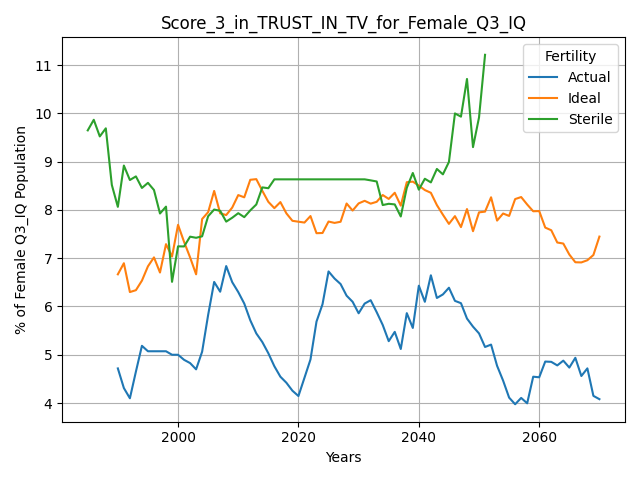 Score_3_in_TRUST_IN_TV_for_Female_Q3_IQ
% of Female Q3_IQ Population
11
10
9
8
7
6
5
4
2000 2020 2040 2060
Years
Fertility
Actual
Ideal
Sterile